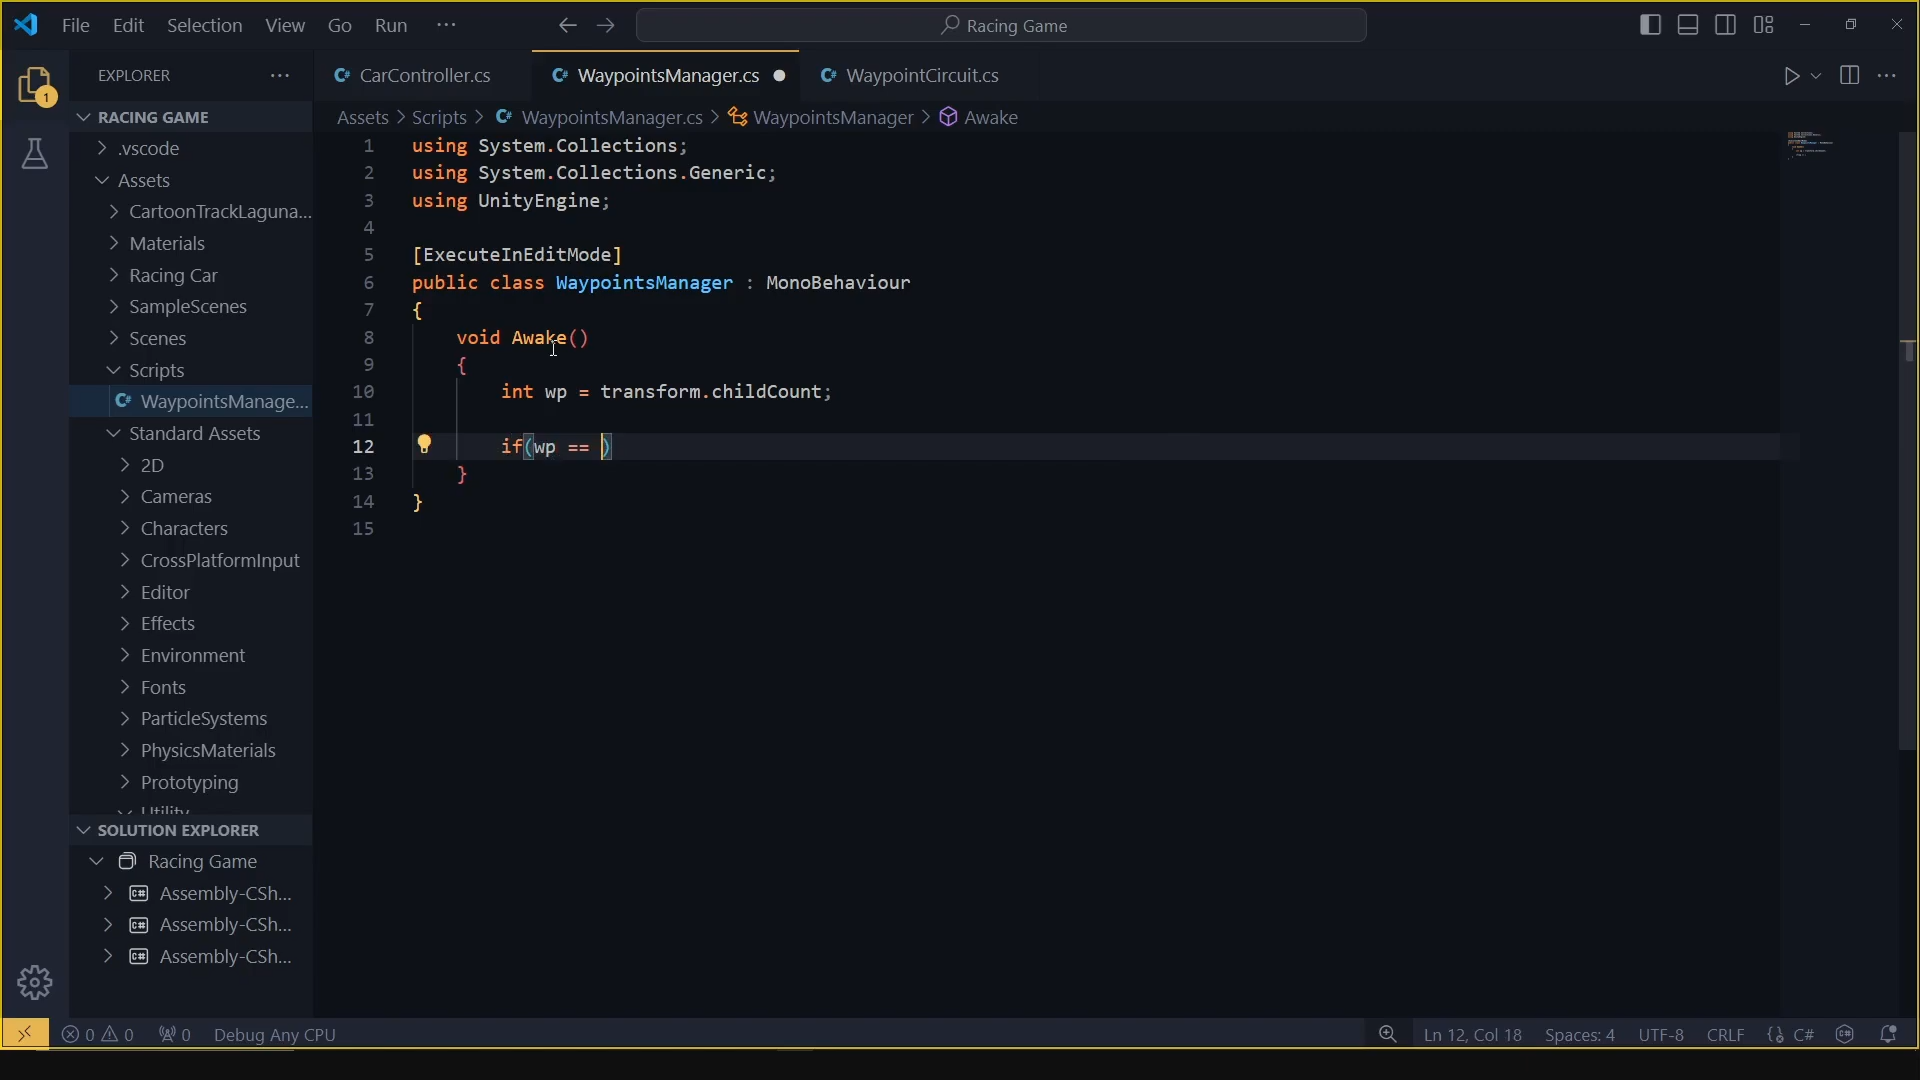 File Edit Selection View Go Run ··· Racing Game
EXPLORER ···
CarController.cs WaypointsManager.cs WaypointCircuit.cs ···
Assets > Scripts > WaypointsManager.cs > WaypointsManager > Awake
1
RACING GAME
.vscode
Assets
CartoonTrackLaguna...
Materials
Racing Car
SampleScenes
Scenes
Scripts
WaypointsManage...
Standard Assets
2D
Cameras
Characters
CrossPlatformInput
Editor
Effects
Environment
Fonts
ParticleSystems
PhysicsMaterials
Prototyping
Utility
SOLUTION EXPLORER
Racing Game
Assembly-CSh...
Assembly-CSh...
Assembly-CSh...
1 using System.Collections;
2 using System.Collections.Generic;
3 using UnityEngine;
4
5 [ExecuteInEditMode]
6 public class WaypointsManager : MonoBehaviour
7 {
8 void Awake()
9 {
10 int wp = transform.childCount;
11
12 if(wp == )
13 }
14 }
15
0 0 0 Debug Any CPU Ln 12, Col 18 Spaces: 4 UTF-8 CRLF C#